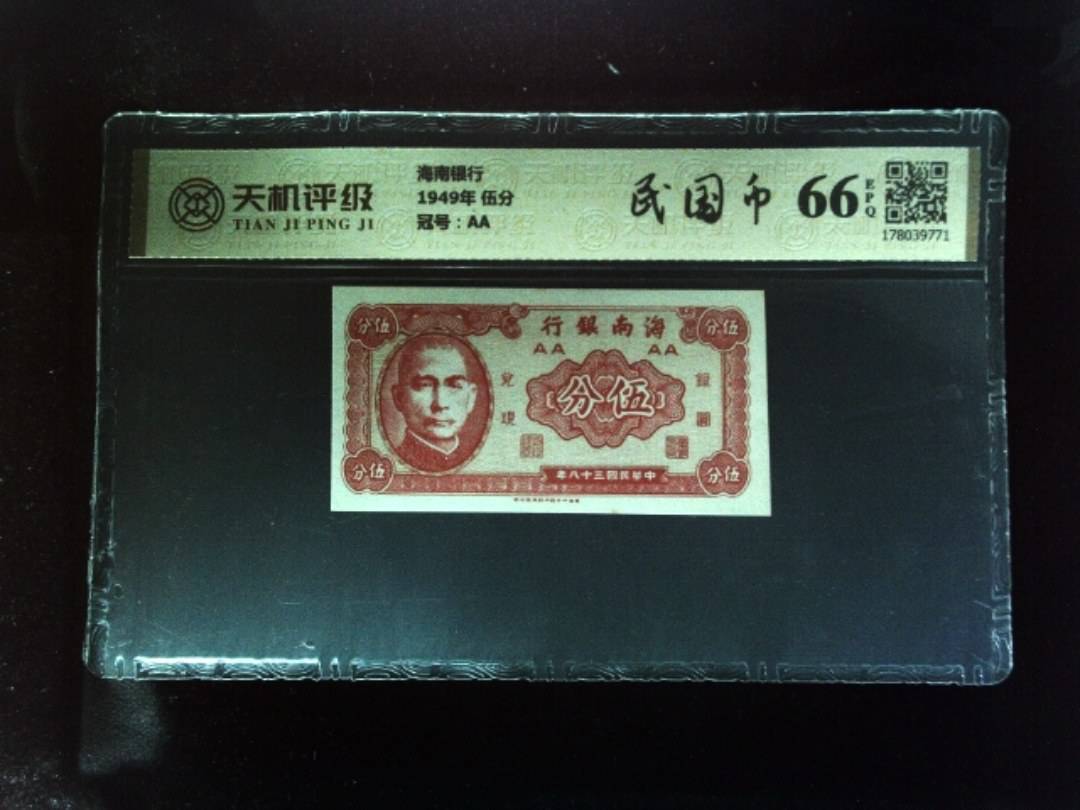 天机评级
TIAN JI PING JI
海南银行
1949年 伍分
冠号：AA
民国币
66
EPQ
178039771
行銀南海
AA AA
分伍
分伍
分伍
兌現
銀圓
分伍
分伍
年八十三國民華中